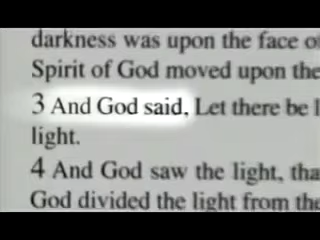 darkness was upon the face
Spirit of God moved upon the
3 And God said, Let there be
light.
4 And God saw the light,
God divided the light from the